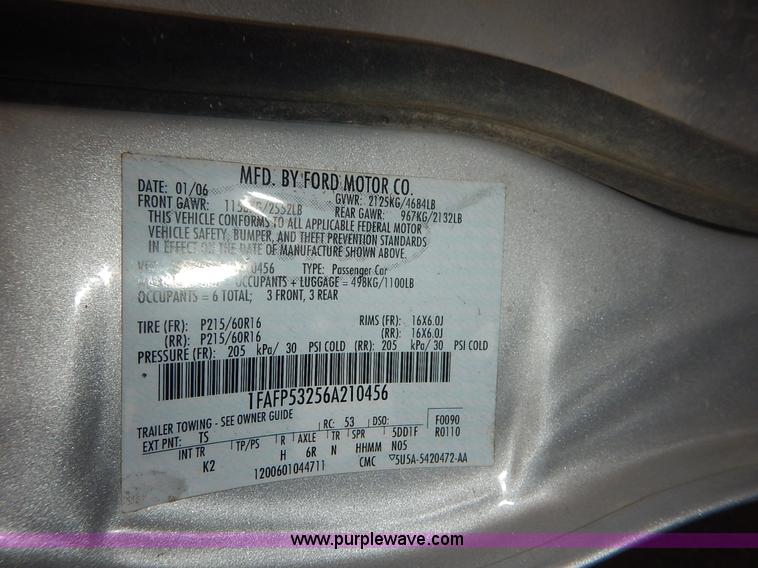 MFD. BY FORD MOTOR CO.
DATE: 01/06 GVWR: 2125KG/4684LB
FRONT GAWR: REAR GAWR: 967KG/2132LB
THIS VEHICLE CONFORMS TO ALL APPLICABLE FEDERAL MOTOR
VEHICLE SAFETY, BUMPER, AND THEFT PREVENTION STANDARDS
IN EFFECT ON THE DATE OF MANUFACTURE SHOWN ABOVE.
TYPE: Passenger Car
OCCUPANTS + LUGGAGE = 498KG/1100LB
OCCUPANTS = 6 TOTAL; 3 FRONT, 3 REAR
TIRE (FR): P215/60R16 RIMS (FR): 16X6.0J
(RR): P215/60R16 (RR): 16X6.0J
PRESSURE (FR): 205 kPa/ 30 PSI COLD (RR): 205 kPa/ 30 PSI COLD
1FAFP53256A210456
TRAILER TOWING - SEE OWNER GUIDE RC: 53 DSO: F0090
EXT PNT: TS TP/PS R AXLE TR SPR 5DD1F R0110
INT TR K2 H 6R N HHMM N05
1200601044711 CMC 5U5A-5420472-AA
www.purplewave.com